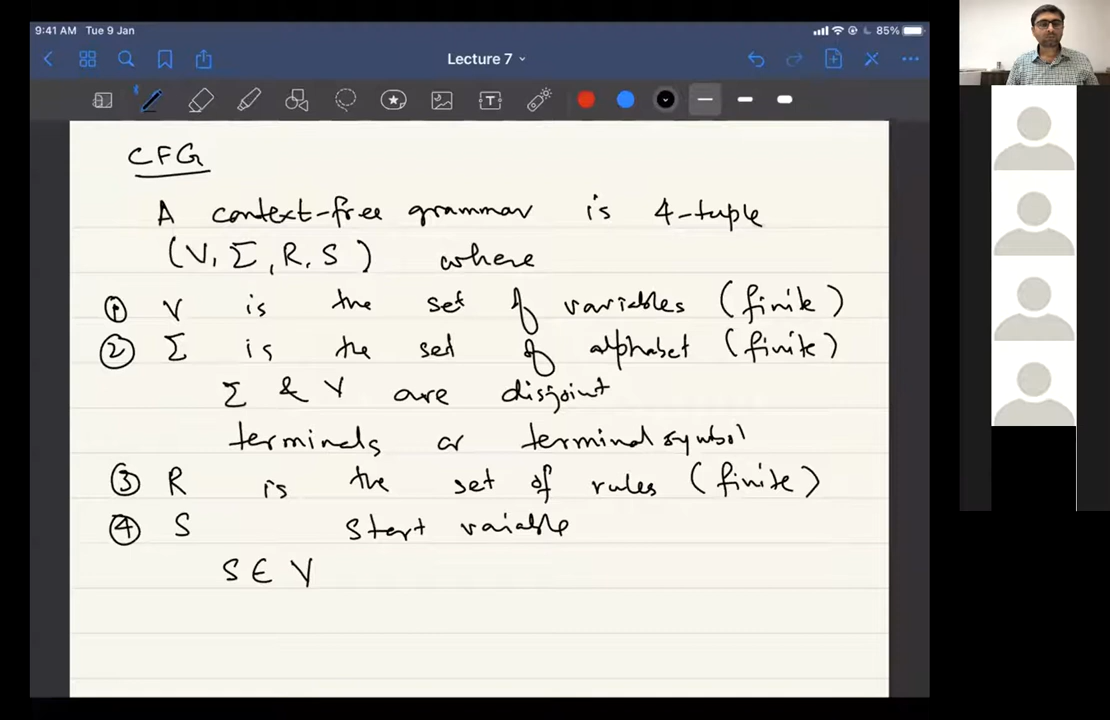 9:41 AM Tue 9 Jan
85%
Lecture 7
CFG
A context-free grammar is 4-tuple
(V, Σ, R, S) where
① V is the set of variables (finite)
② Σ is the set of alphabet (finite)
Σ & V are disjoint
terminals or terminal symbol
③ R is the set of rules (finite)
④ S start vaiable
S ∈ V